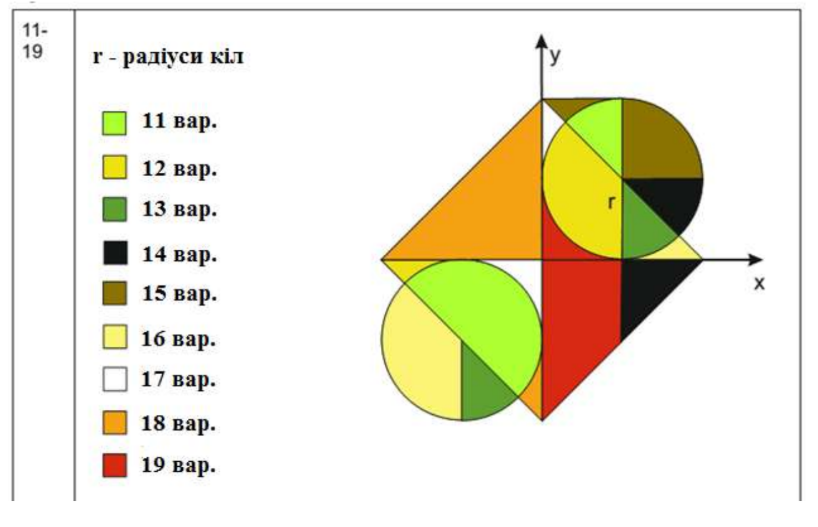 11-
19
r - радіуси кіл
11 вар.
12 вар.
13 вар.
14 вар.
15 вар.
16 вар.
17 вар.
18 вар.
19 вар.
y
r
x